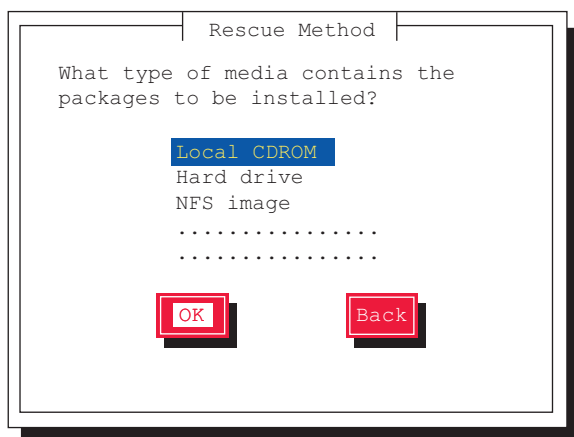 Rescue Method
What type of media contains the
packages to be installed?
Local CDROM
Hard drive
NFS image
................
................
OK Back